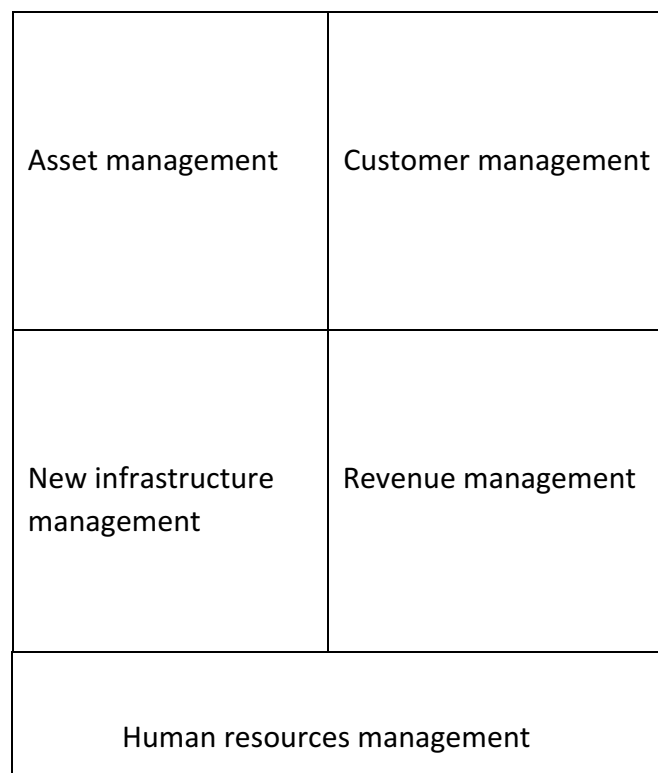 Asset management
Customer management
New infrastructure
management
Revenue management
Human resources management